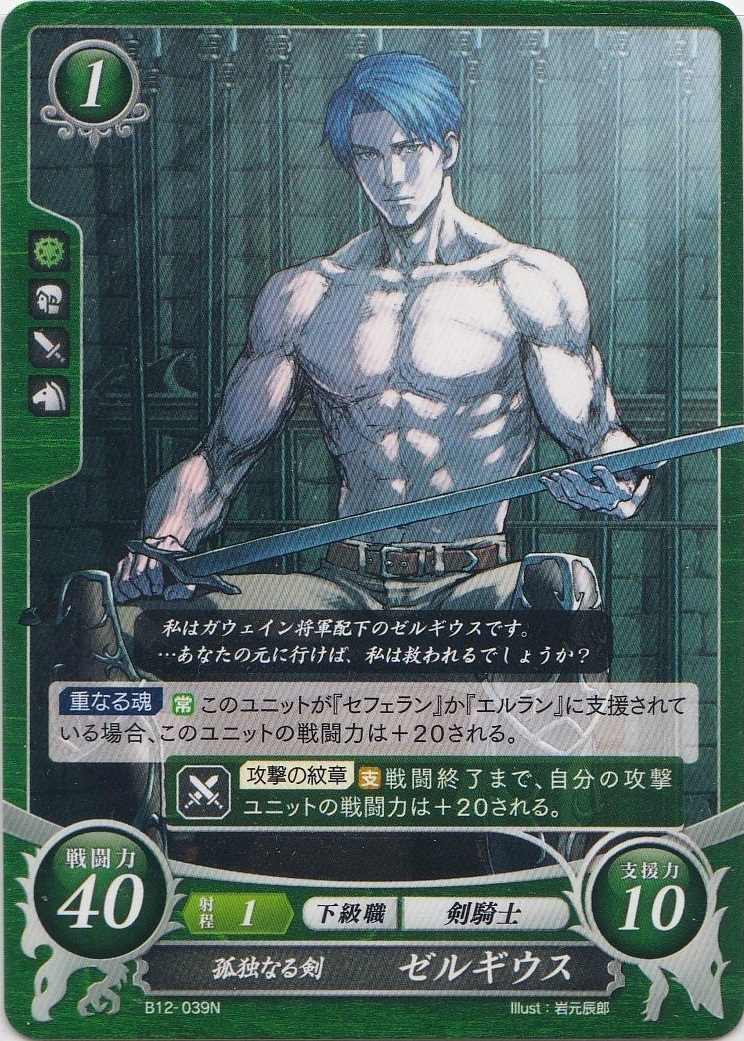 1
私はガウェイン将軍配下のゼルギウスです。
…あなたの元に行けば、私は救われるでしょうか？
重なる魂 常 このユニットが『セフェラン』か『エルラン』に支援されて
いる場合、このユニットの戦闘力は＋20される。
攻撃の紋章 支 戦闘終了まで、自分の攻撃
ユニットの戦闘力は＋20される。
戦闘力
40
射程 1
下級職 剣騎士
支援力
10
孤独なる剣 ゼルギウス
B12-039N Illust：岩元辰郎